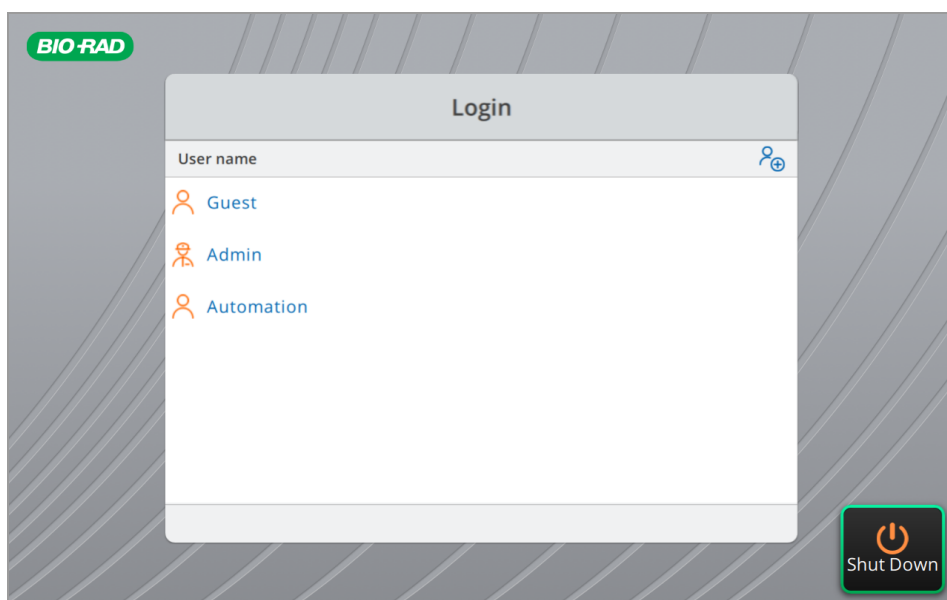 BIO-RAD
Login
User name
Guest
Admin
Automation
Shut Down